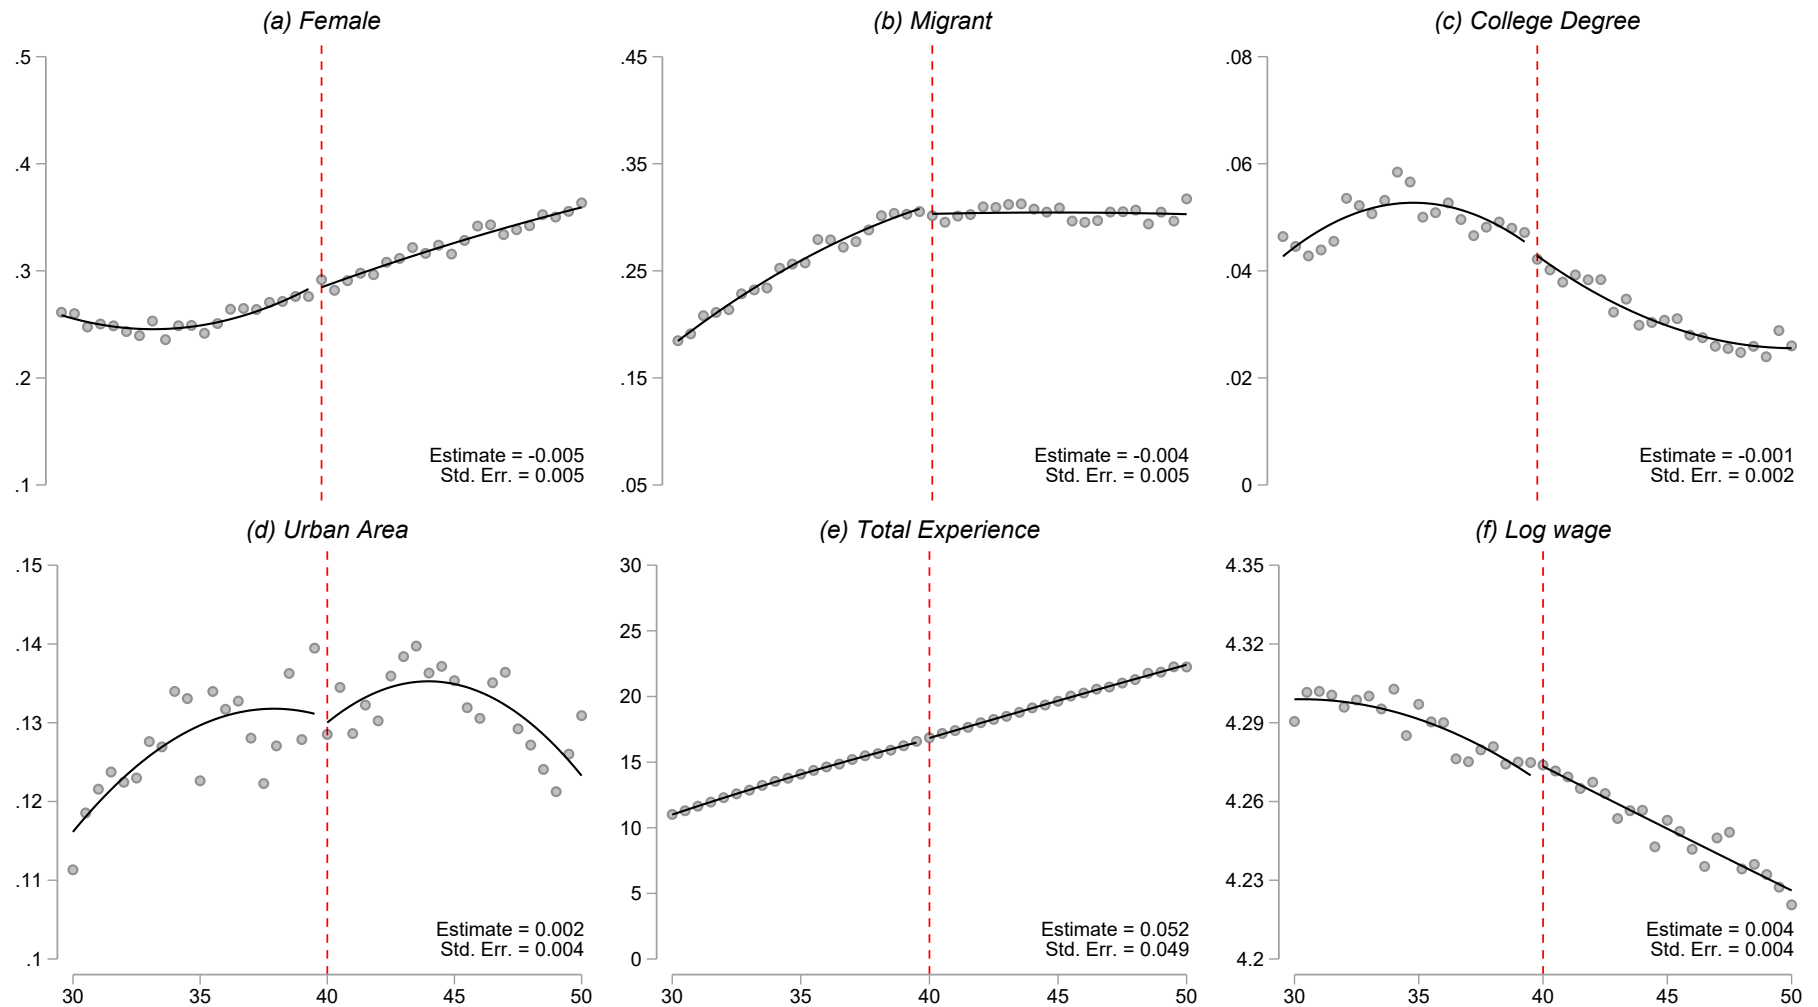 (a) Female
.5
.4
.3
.2
.1
Estimate = -0.005
Std. Err. = 0.005
(b) Migrant
.45
.35
.25
.15
.05
Estimate = -0.004
Std. Err. = 0.005
(c) College Degree
.08
.06
.04
.02
0
Estimate = -0.001
Std. Err. = 0.002
(d) Urban Area
.15
.14
.13
.12
.11
.1
Estimate = 0.002
Std. Err. = 0.004
30 35 40 45 50
(e) Total Experience
30
25
20
15
10
5
0
Estimate = 0.052
Std. Err. = 0.049
30 35 40 45 50
(f) Log wage
4.35
4.32
4.29
4.26
4.23
4.2
Estimate = 0.004
Std. Err. = 0.004
30 35 40 45 50